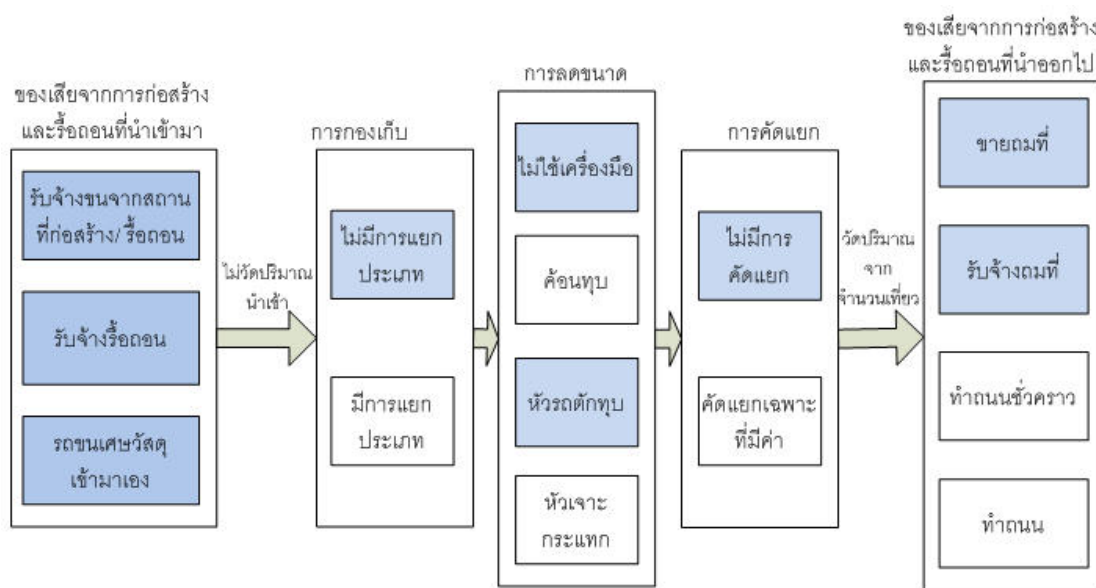 ของเสียจากการก่อสร้าง
และรื้อถอนที่นำเข้ามา
รับจ้างขนจากสถาน
ที่ก่อสร้าง/ รื้อถอน
รับจ้างรื้อถอน
รถขนเศษวัสดุ
เข้ามาเอง
ไม่วัดปริมาณ
นำเข้า
การกองเก็บ
ไม่มีการแยก
ประเภท
มีการแยก
ประเภท
การลดขนาด
ไม่ใช้เครื่องมือ
ค้อนทุบ
หัวรถตักทุบ
หัวเจาะ
กระแทก
การคัดแยก
ไม่มีการ
คัดแยก
คัดแยกเฉพาะ
ที่มีค่า
วัดปริมาณ
จาก
จำนวนเที่ยว
ของเสียจากการก่อสร้าง
และรื้อถอนที่นำออกไป
ขายถมที่
รับจ้างถมที่
ทำถนนชั่วคราว
ทำถนน